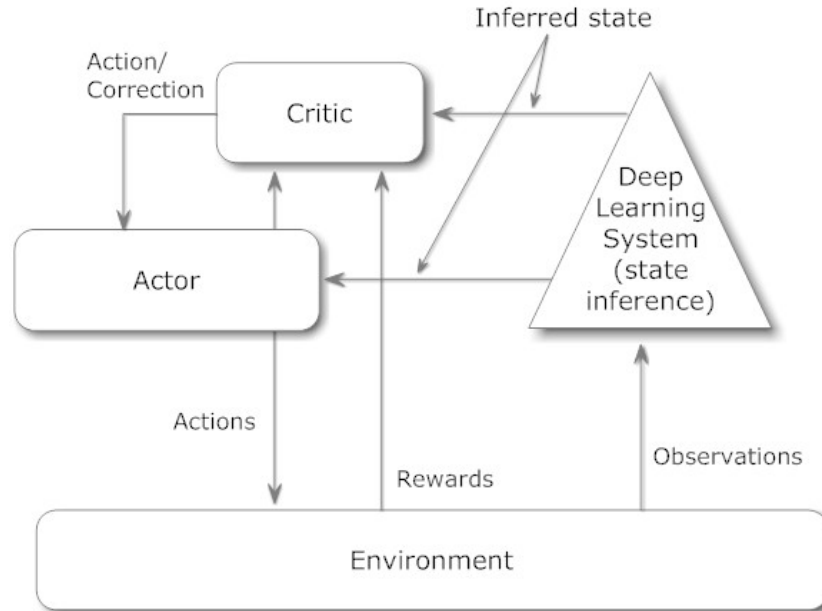 Inferred state
Action/
Correction
Critic
Deep
Learning
System
(state
inference)
Actor
Actions
Rewards
Observations
Environment